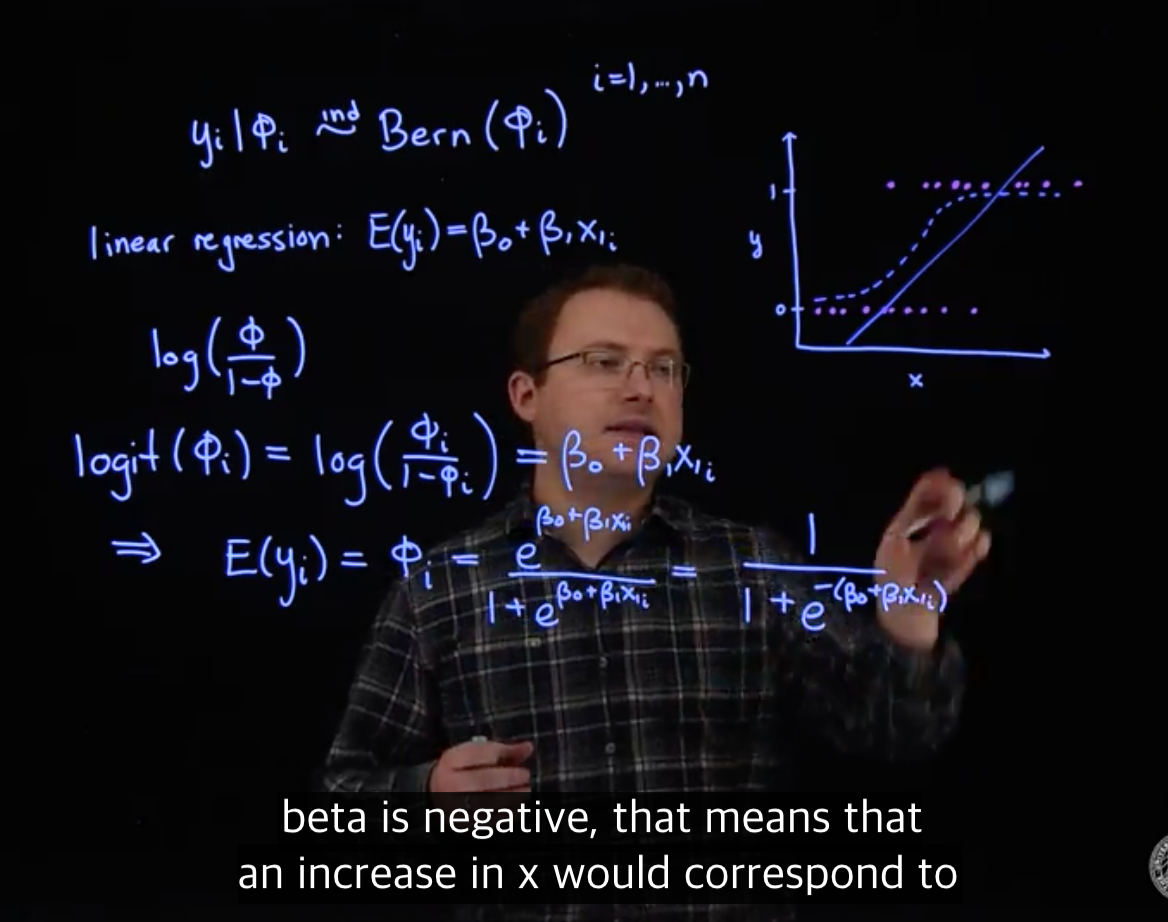 i=1,...,n
yᵢ|Φᵢ ind~ Bern(Φᵢ)
linear regression: E(yᵢ)=β₀+β₁x₁ᵢ
log(Φ/(1-Φ))
logit(Φᵢ) = log(Φᵢ/(1-Φᵢ)) = β₀+β₁x₁ᵢ
⇒ E(yᵢ) = Φᵢ = e^(β₀+β₁x₁ᵢ)/(1+e^(β₀+β₁x₁ᵢ)) = 1/(1+e^-(β₀+β₁x₁ᵢ))
1
y
0
x
beta is negative, that means that
an increase in x would correspond to